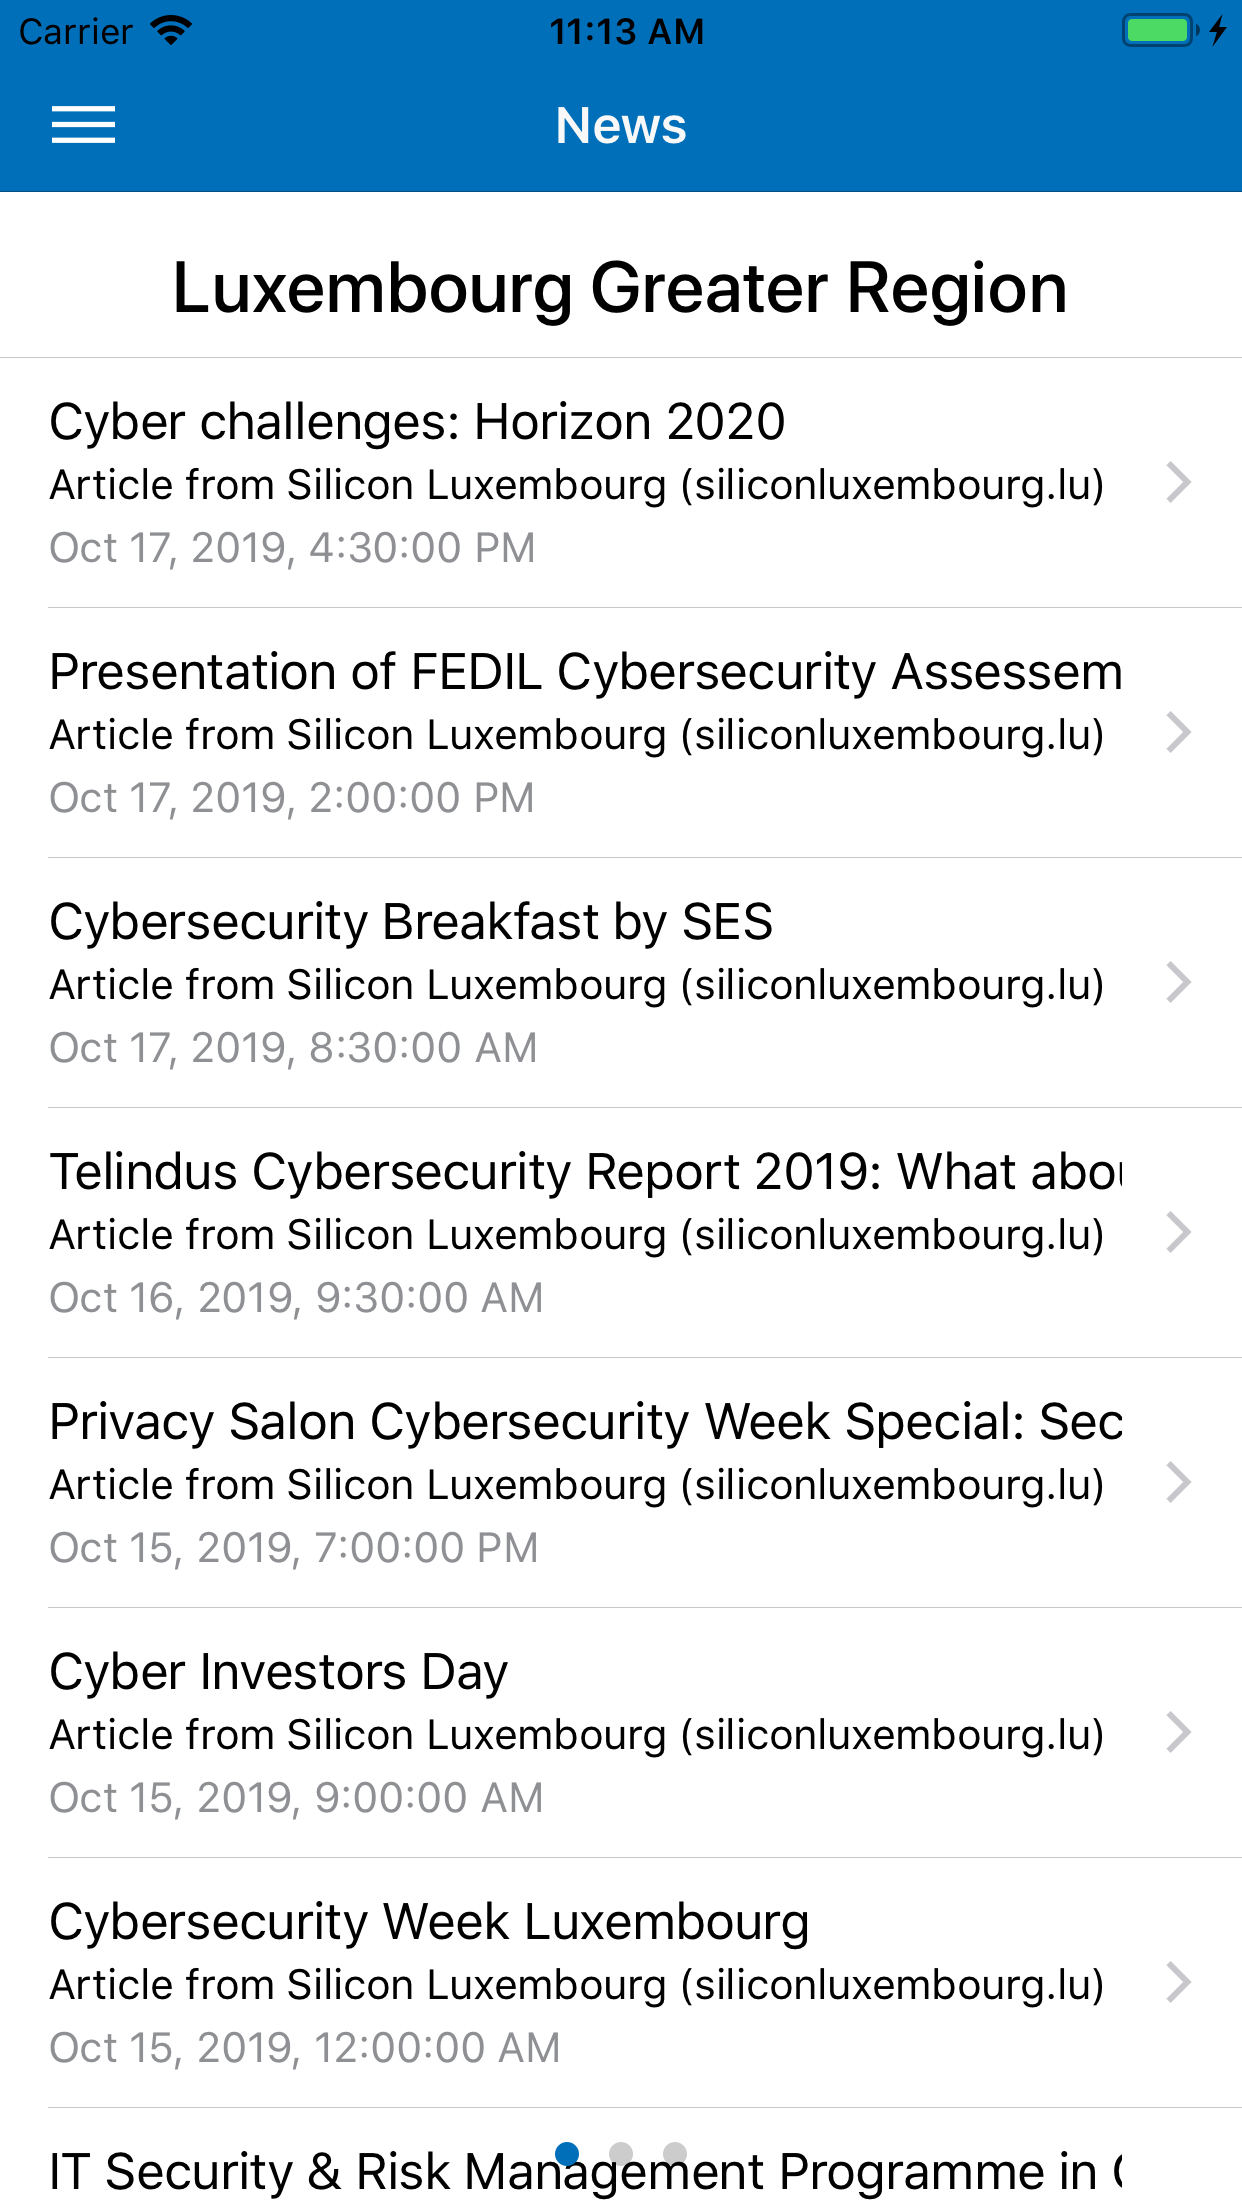 Carrier
11:13 AM
News
Luxembourg Greater Region
Cyber challenges: Horizon 2020
Article from Silicon Luxembourg (siliconluxembourg.lu)
Oct 17, 2019, 4:30:00 PM
Presentation of FEDIL Cybersecurity Assessem
Article from Silicon Luxembourg (siliconluxembourg.lu)
Oct 17, 2019, 2:00:00 PM
Cybersecurity Breakfast by SES
Article from Silicon Luxembourg (siliconluxembourg.lu)
Oct 17, 2019, 8:30:00 AM
Telindus Cybersecurity Report 2019: What abou
Article from Silicon Luxembourg (siliconluxembourg.lu)
Oct 16, 2019, 9:30:00 AM
Privacy Salon Cybersecurity Week Special: Sec
Article from Silicon Luxembourg (siliconluxembourg.lu)
Oct 15, 2019, 7:00:00 PM
Cyber Investors Day
Article from Silicon Luxembourg (siliconluxembourg.lu)
Oct 15, 2019, 9:00:00 AM
Cybersecurity Week Luxembourg
Article from Silicon Luxembourg (siliconluxembourg.lu)
Oct 15, 2019, 12:00:00 AM
IT Security & Risk Management Programme in